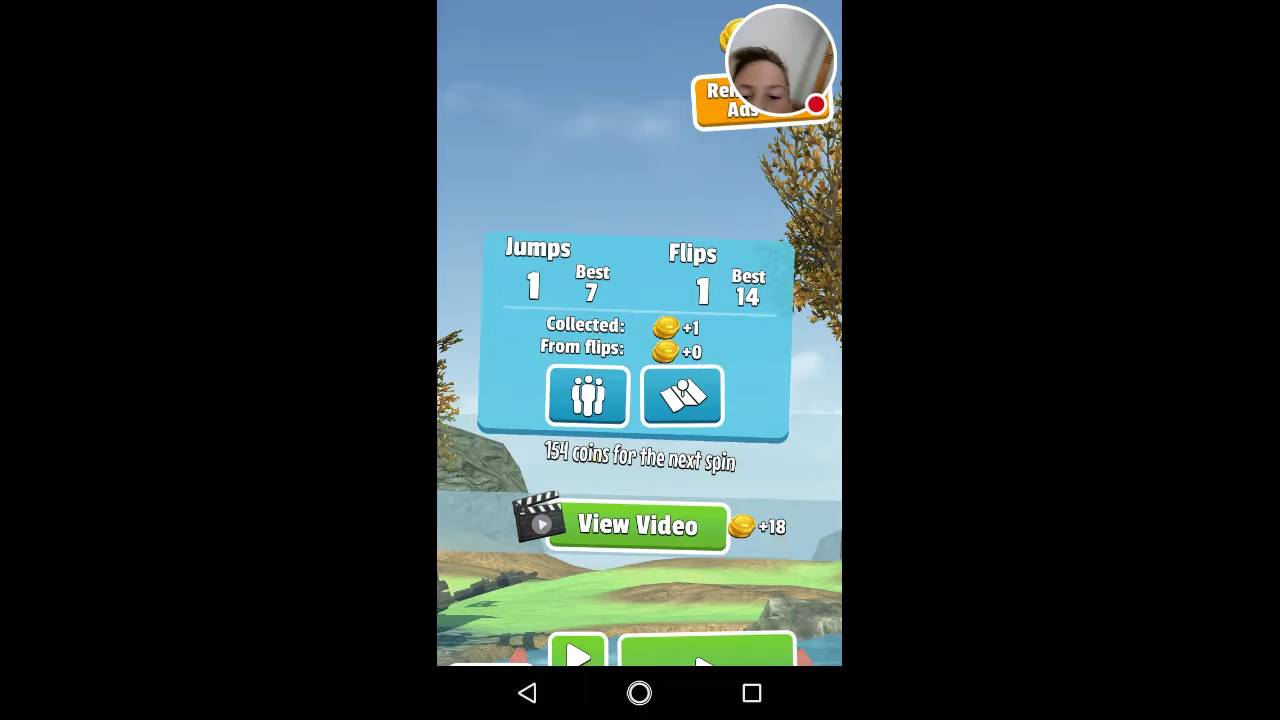 Ads
Jumps
Flips
1
Best
7
1
Best
14
Collected: +1
From flips: +0
154 coins for the next spin
View Video
+18